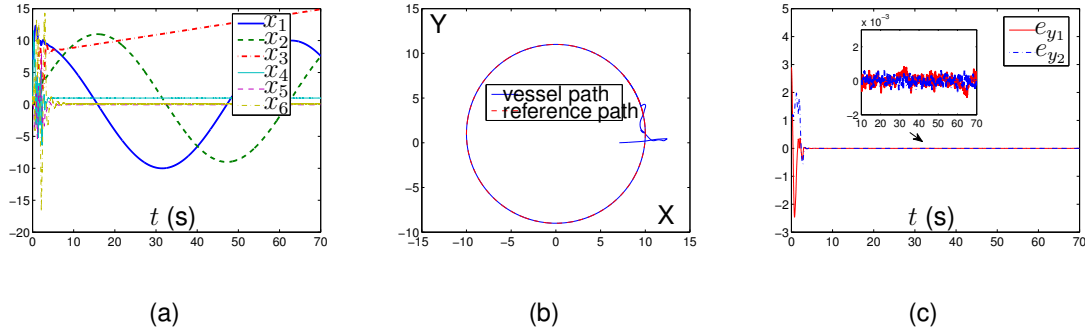 15
10
5
0
−5
−10
−15
−20
0 10 20 30 40 50 60 70
t (s)
x1
x2
x3
x4
x5
x6
(a)
Y
15
10
5
0
−5
−10
−15 −10 −5 0 5 10 15
X
vessel path
reference path
(b)
5
4
3
2
1
0
−1
−2
−3
0 10 20 30 40 50 60 70
t (s)
x 10−3
2
0
−2
10 20 30 40 50 60 70
ey1
ey2
(c)